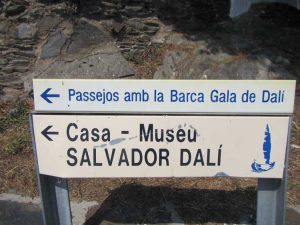 ← Passejos amb la Barca Gala de Dalí
← Casa - Museu
SALVADOR DALÍ